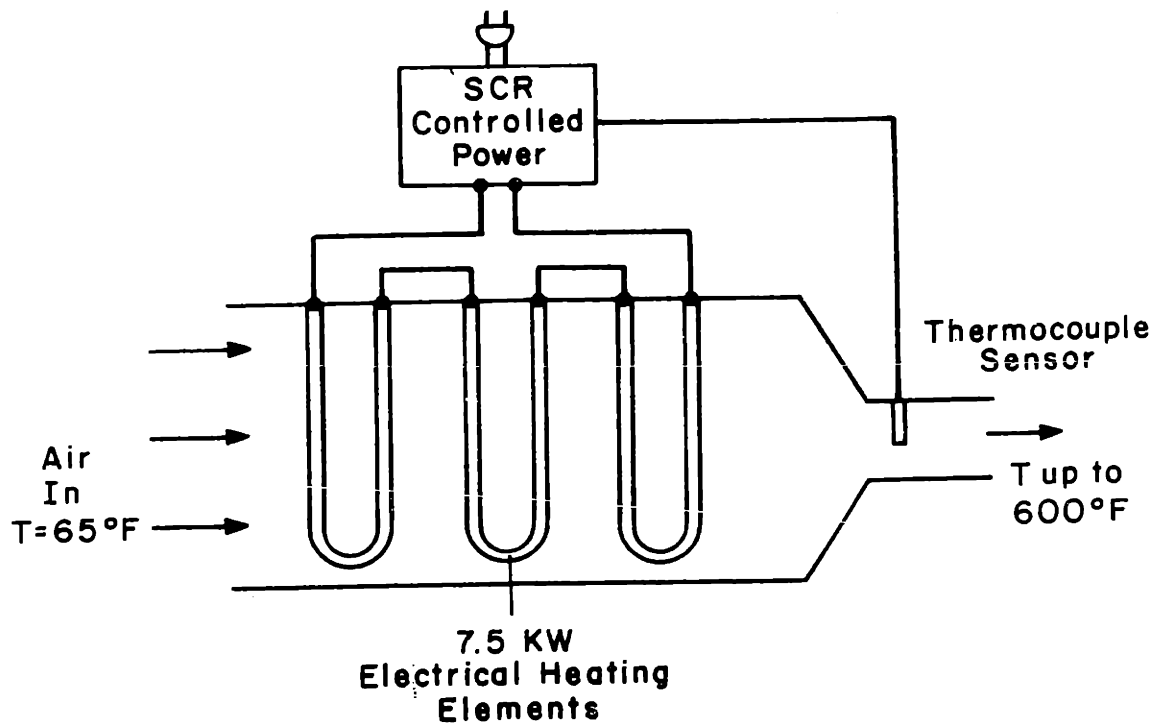 SCR
Controlled
Power
Thermocouple
Sensor
Air
In
T=65°F
T up to
600°F
7.5 KW
Electrical Heating
Elements